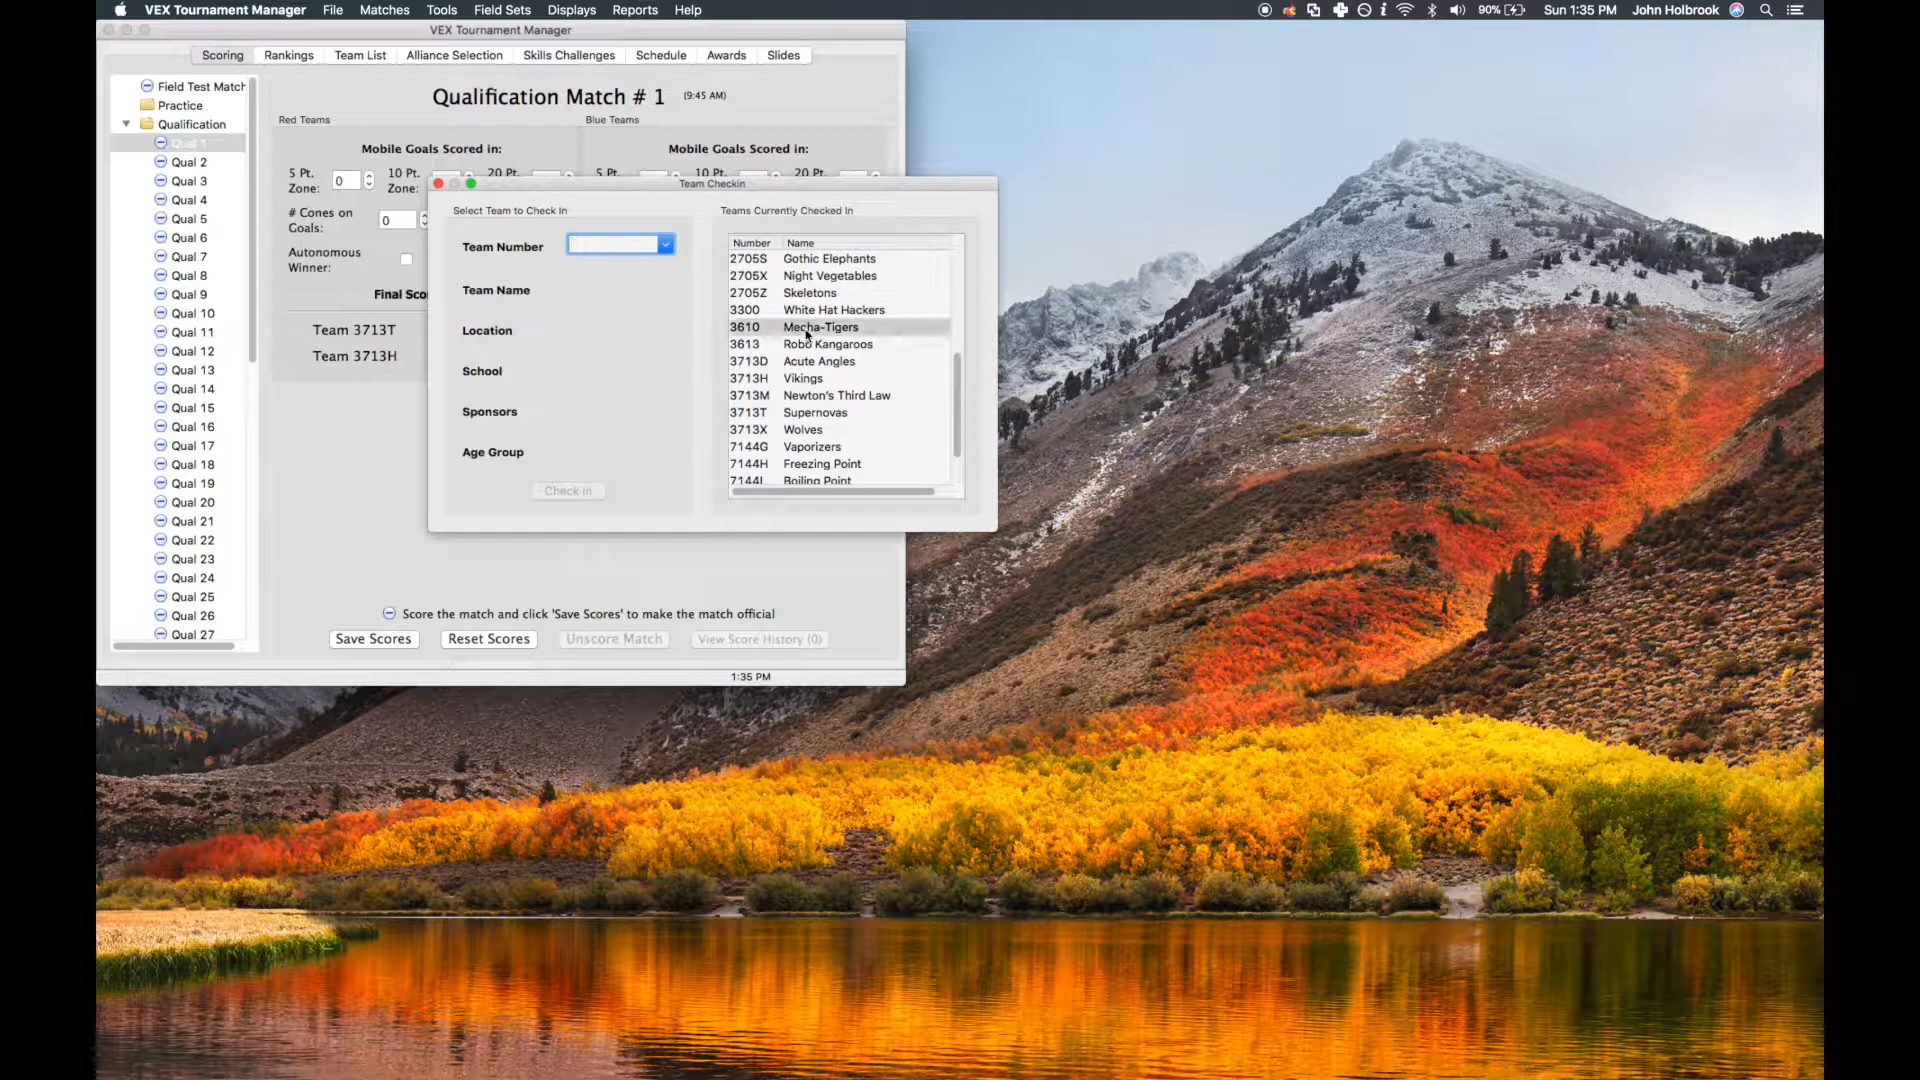 VEX Tournament Manager File Matches Tools Field Sets Displays Reports Help 90% Sun 1:35 PM John Holbrook
VEX Tournament Manager
Scoring Rankings Team List Alliance Selection Skills Challenges Schedule Awards Slides
Field Test Match
Practice
Qualification
Qual 1
Qual 2
Qual 3
Qual 4
Qual 5
Qual 6
Qual 7
Qual 8
Qual 9
Qual 10
Qual 11
Qual 12
Qual 13
Qual 14
Qual 15
Qual 16
Qual 17
Qual 18
Qual 19
Qual 20
Qual 21
Qual 22
Qual 23
Qual 24
Qual 25
Qual 26
Qual 27
Qualification Match # 1 (9:45 AM)
Red Teams Blue Teams
Mobile Goals Scored in: Mobile Goals Scored in:
5 Pt. 10 Pt. 20 Pt. 5 Pt. 10 Pt. 20 Pt.
Zone: 0 Zone:
# Cones on
Goals: 0
Autonomous
Winner:
Final Sco
Team 3713T
Team 3713H
Team Checkin
Select Team to Check In
Team Number
Team Name
Location
School
Sponsors
Age Group
Check In
Teams Currently Checked In
Number Name
2705S Gothic Elephants
2705X Night Vegetables
2705Z Skeletons
3300 White Hat Hackers
3610 Mecha-Tigers
3613 Robo Kangaroos
3713D Acute Angles
3713H Vikings
3713M Newton's Third Law
3713T Supernovas
3713X Wolves
7144G Vaporizers
7144H Freezing Point
Boiling Point
Score the match and click 'Save Scores' to make the match official
Save Scores Reset Scores Unscore Match View Score History (0)
1:35 PM